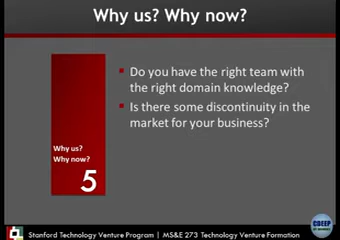 Why us? Why now?
Do you have the right team with
the right domain knowledge?
Is there some discontinuity in the
market for your business?
Why us?
Why now?
5
Stanford Technology Venture Program | MS&E 273 Technology Venture Formation